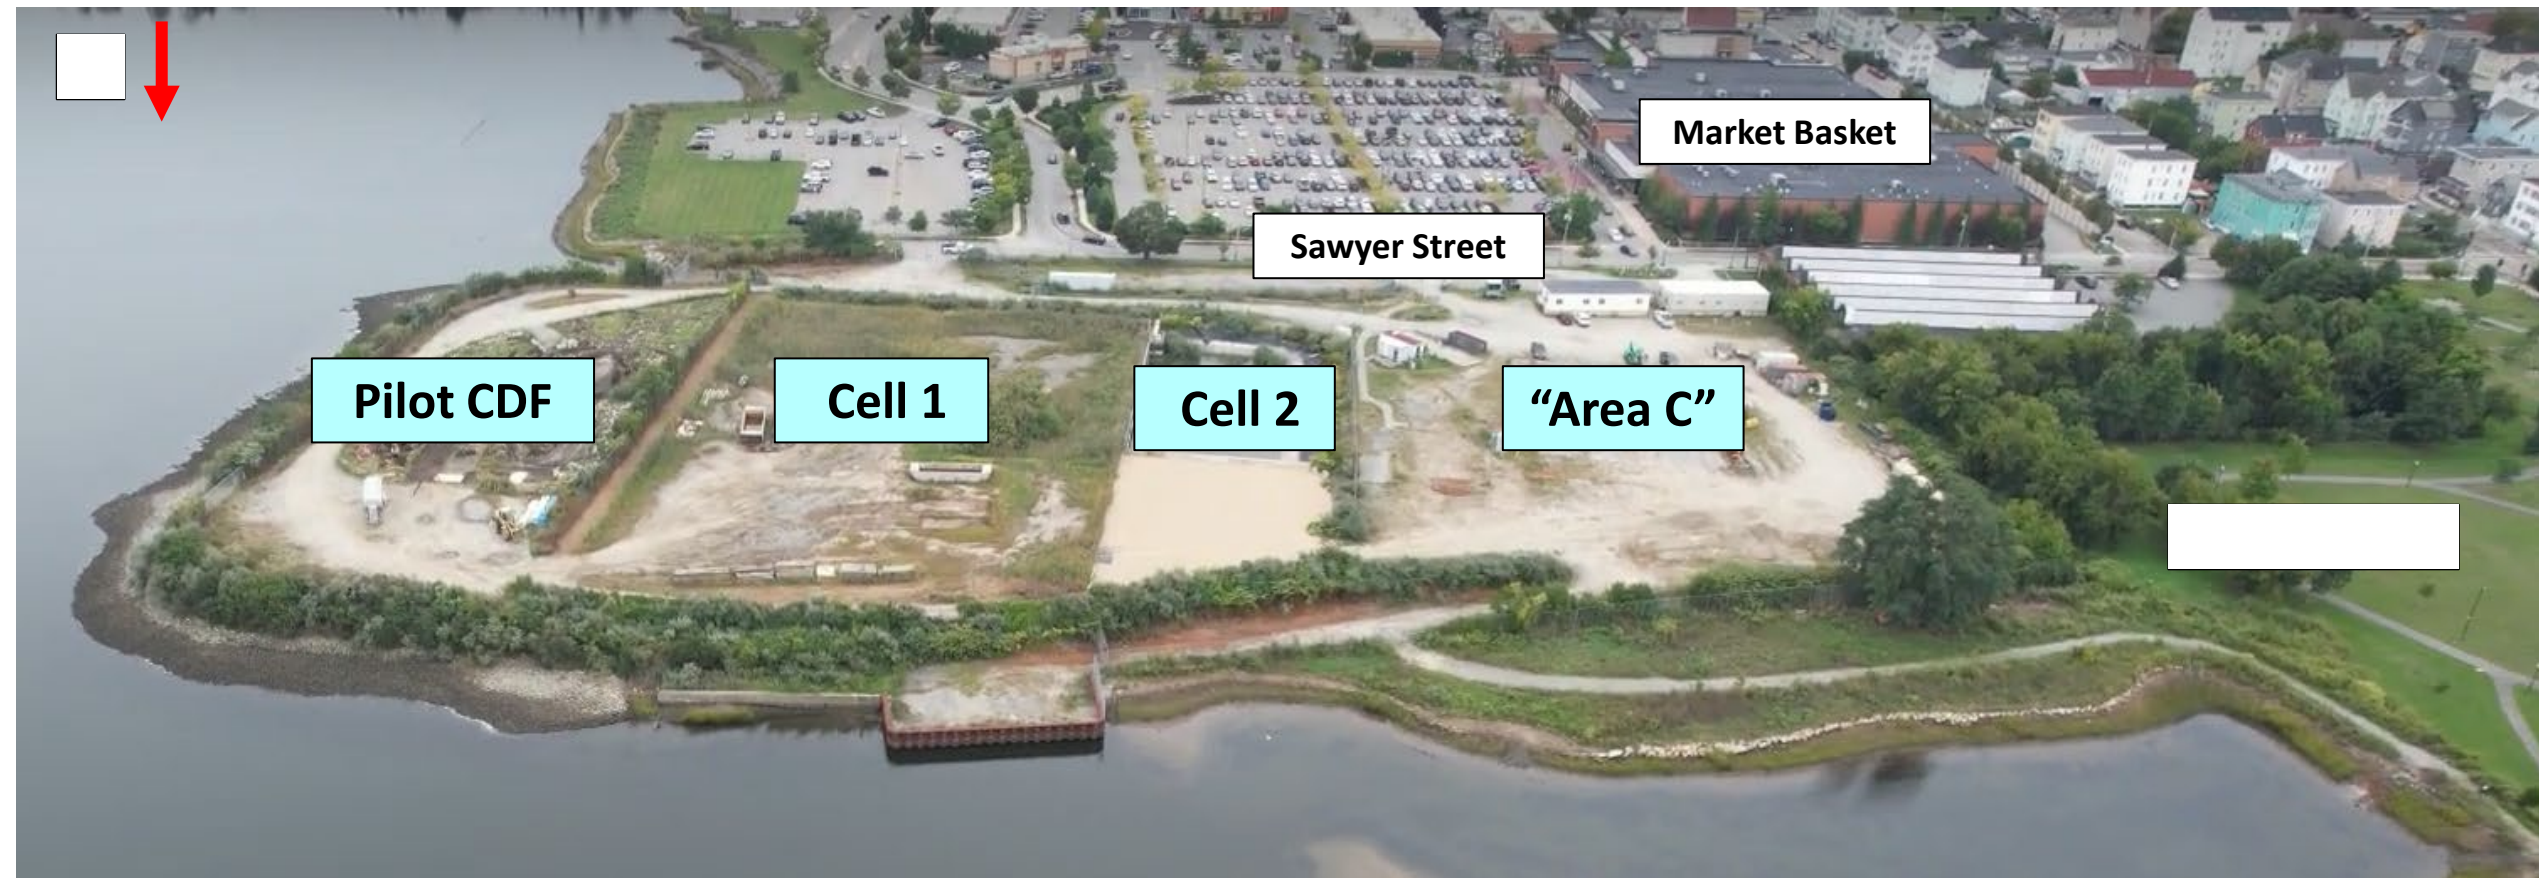 Market Basket
Sawyer Street
Pilot CDF
Cell 1
Cell 2
“Area C”